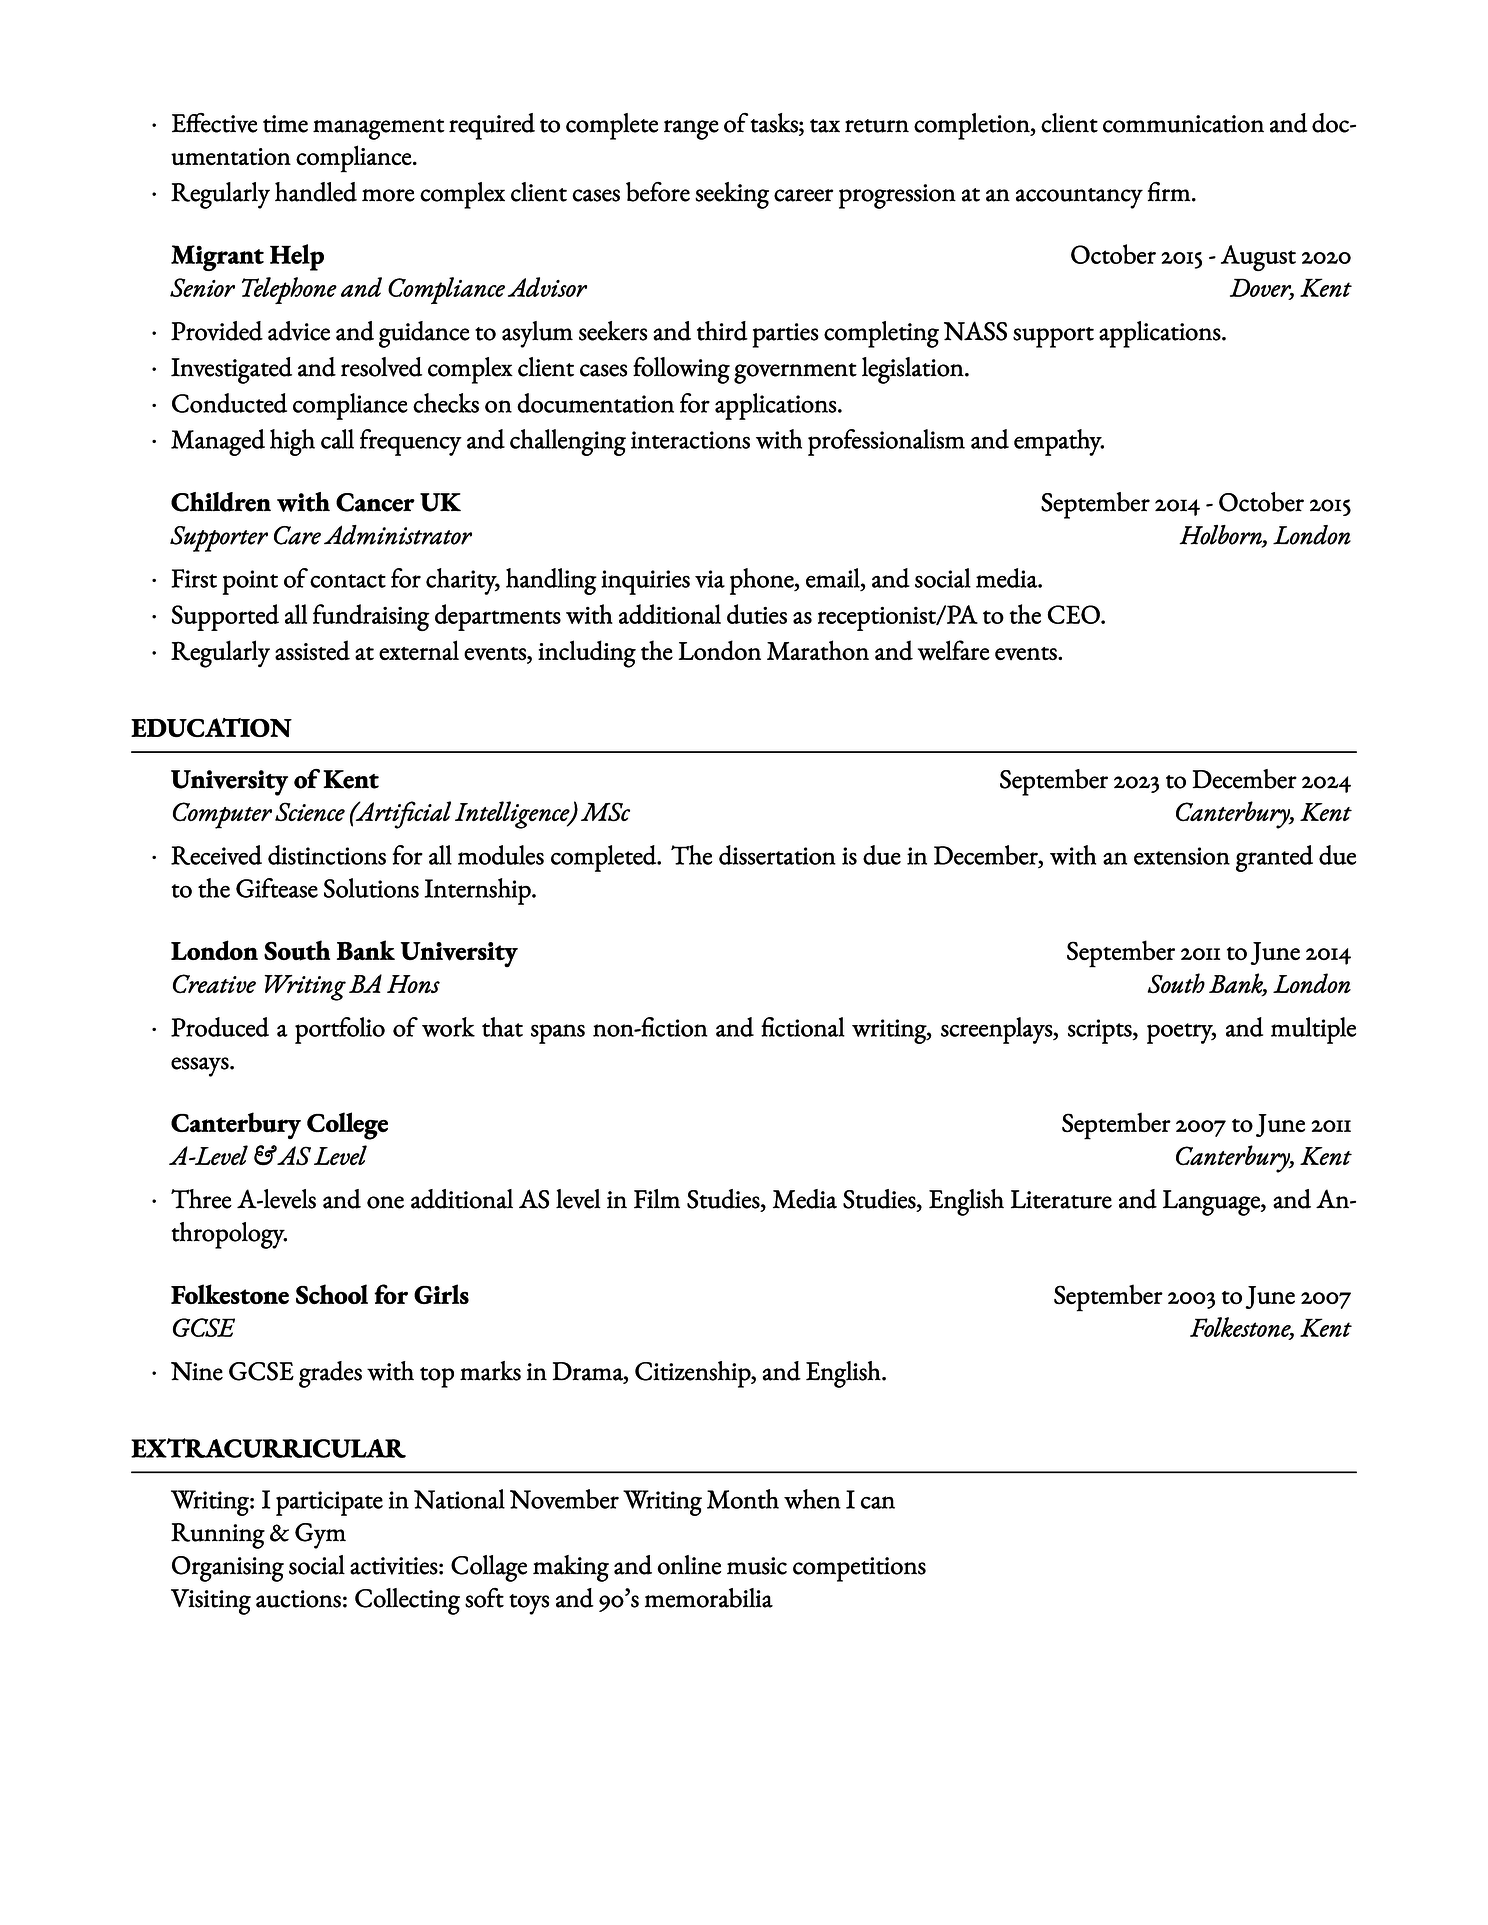 · Effective time management required to complete range of tasks; tax return completion, client communication and doc-
umentation compliance.
· Regularly handled more complex client cases before seeking career progression at an accountancy firm.
Migrant Help October 2015 - August 2020
Senior Telephone and Compliance Advisor Dover, Kent
· Provided advice and guidance to asylum seekers and third parties completing NASS support applications.
· Investigated and resolved complex client cases following government legislation.
· Conducted compliance checks on documentation for applications.
· Managed high call frequency and challenging interactions with professionalism and empathy.
Children with Cancer UK September 2014 - October 2015
Supporter Care Administrator Holborn, London
· First point of contact for charity, handling inquiries via phone, email, and social media.
· Supported all fundraising departments with additional duties as receptionist/PA to the CEO.
· Regularly assisted at external events, including the London Marathon and welfare events.
EDUCATION
University of Kent September 2023 to December 2024
Computer Science (Artificial Intelligence) MSc Canterbury, Kent
· Received distinctions for all modules completed. The dissertation is due in December, with an extension granted due
to the Giftease Solutions Internship.
London South Bank University September 2011 to June 2014
Creative Writing BA Hons South Bank, London
· Produced a portfolio of work that spans non-fiction and fictional writing, screenplays, scripts, poetry, and multiple
essays.
Canterbury College September 2007 to June 2011
A-Level & AS Level Canterbury, Kent
· Three A-levels and one additional AS level in Film Studies, Media Studies, English Literature and Language, and An-
thropology.
Folkestone School for Girls September 2003 to June 2007
GCSE Folkestone, Kent
· Nine GCSE grades with top marks in Drama, Citizenship, and English.
EXTRACURRICULAR
Writing: I participate in National November Writing Month when I can
Running & Gym
Organising social activities: Collage making and online music competitions
Visiting auctions: Collecting soft toys and 90's memorabilia